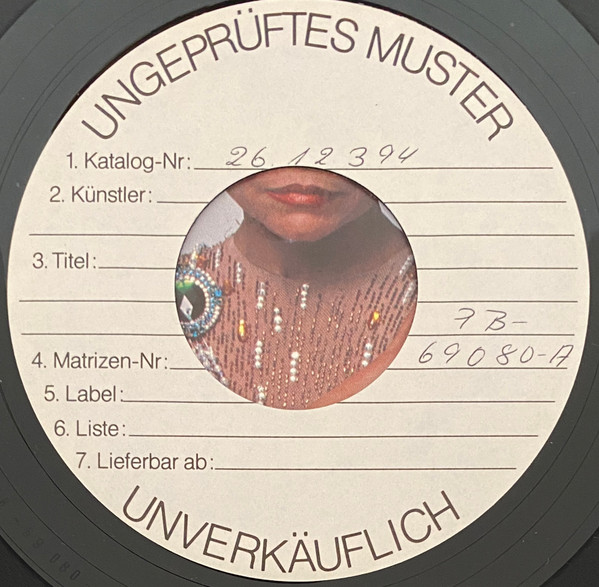 UNGEPRÜFTES MUSTER
1. Katalog-Nr: 26.12 394
2. Künstler:
3. Titel:
7B-
4. Matrizen-Nr: 69080-A
5. Label:
6. Liste:
7. Lieferbar ab:
UNVERKÄUFLICH